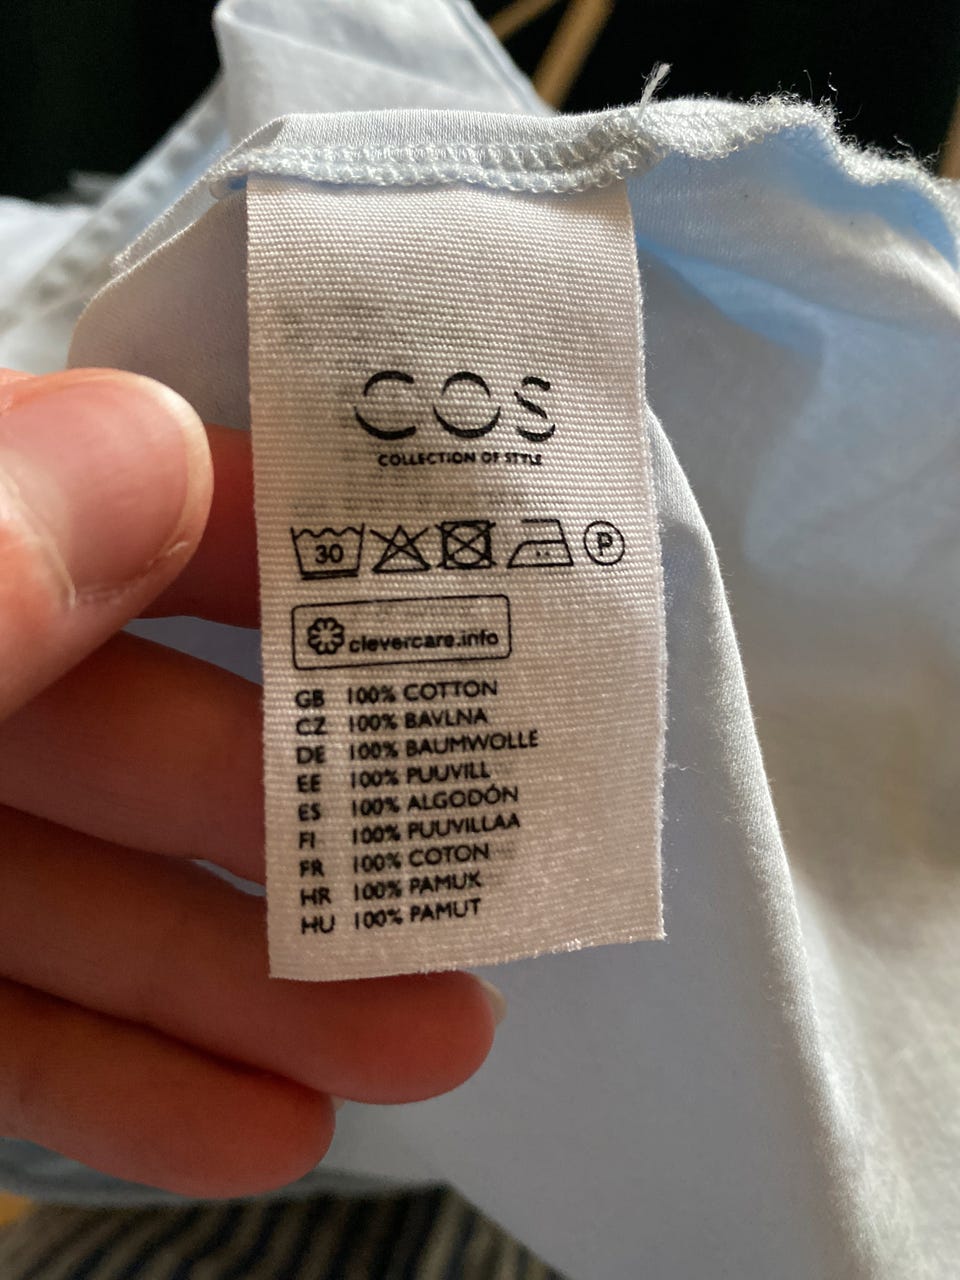 COS
COLLECTION OF STYLE
30 P
clevercare.info
GB 100% COTTON
CZ 100% BAVLNA
DE 100% BAUMWOLLE
EE 100% PUUVILL
ES 100% ALGODÓN
FI 100% PUUVILLAA
FR 100% COTON
HR 100% PAMUK
HU 100% PAMUT